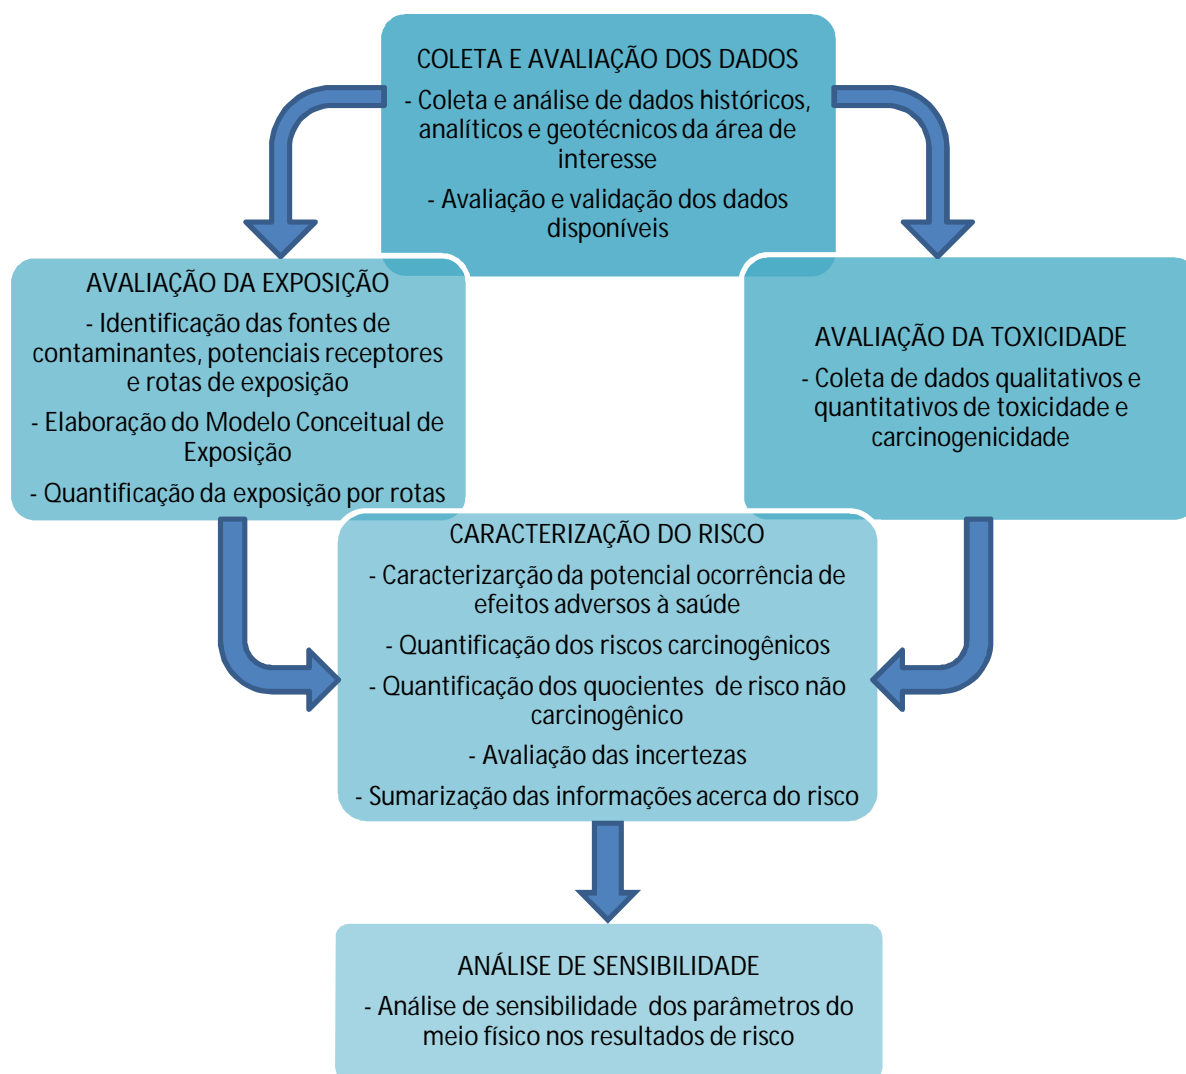 COLETA E AVALIAÇÃO DOS DADOS
- Coleta e análise de dados históricos,
analíticos e geotécnicos da área de
interesse
- Avaliação e validação dos dados
disponíveis
AVALIAÇÃO DA EXPOSIÇÃO
- Identificação das fontes de
contaminantes, potenciais receptores
e rotas de exposição
- Elaboração do Modelo Conceitual de
Exposição
- Quantificação da exposição por rotas
AVALIAÇÃO DA TOXICIDADE
- Coleta de dados qualitativos e
quantitativos de toxicidade e
carcinogenicidade
CARACTERIZAÇÃO DO RISCO
- Caracterizarção da potencial ocorrência de
efeitos adversos à saúde
- Quantificação dos riscos carcinogênicos
- Quantificação dos quocientes de risco não
carcinogênico
- Avaliação das incertezas
- Sumarização das informações acerca do risco
ANÁLISE DE SENSIBILIDADE
- Análise de sensibilidade dos parâmetros do
meio físico nos resultados de risco